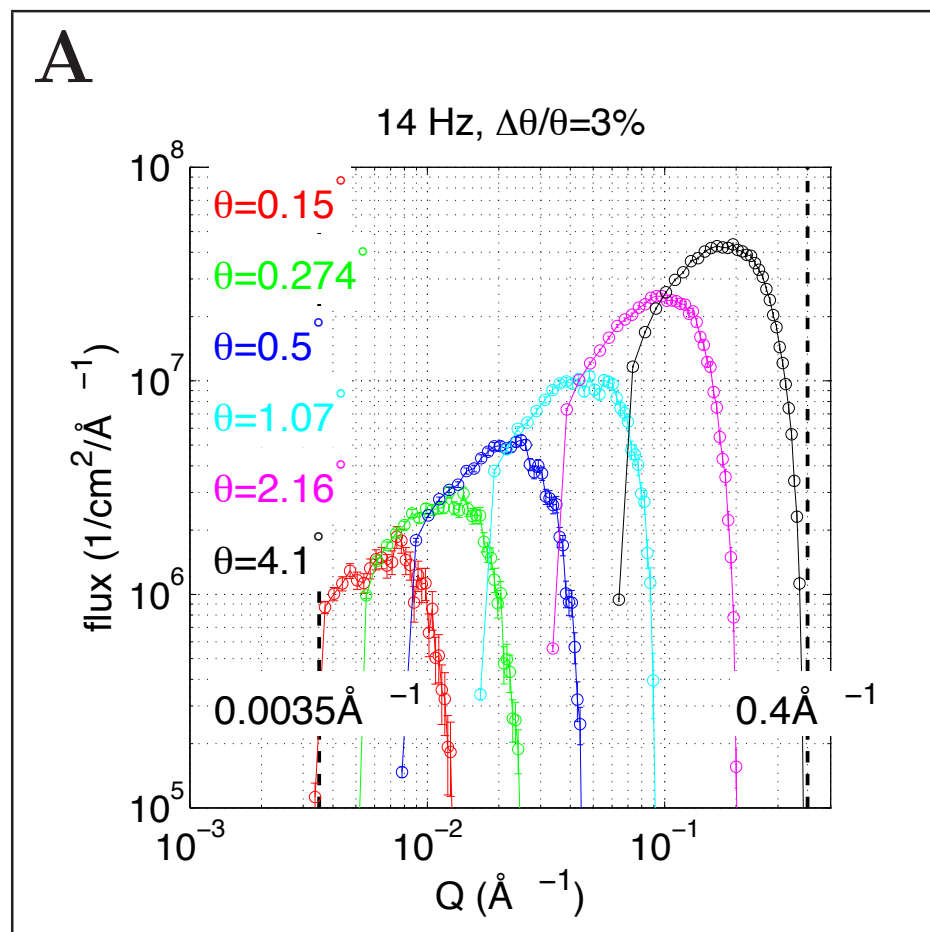 A
14 Hz, Δθ/θ=3%
10⁸
θ=0.15°
θ=0.274°
θ=0.5°
10⁷
θ=1.07°
θ=2.16°
θ=4.1°
10⁶
flux (1/cm²/Å⁻¹)
0.0035Å⁻¹
0.4Å⁻¹
10⁵
10⁻³
10⁻²
10⁻¹
Q (Å⁻¹)